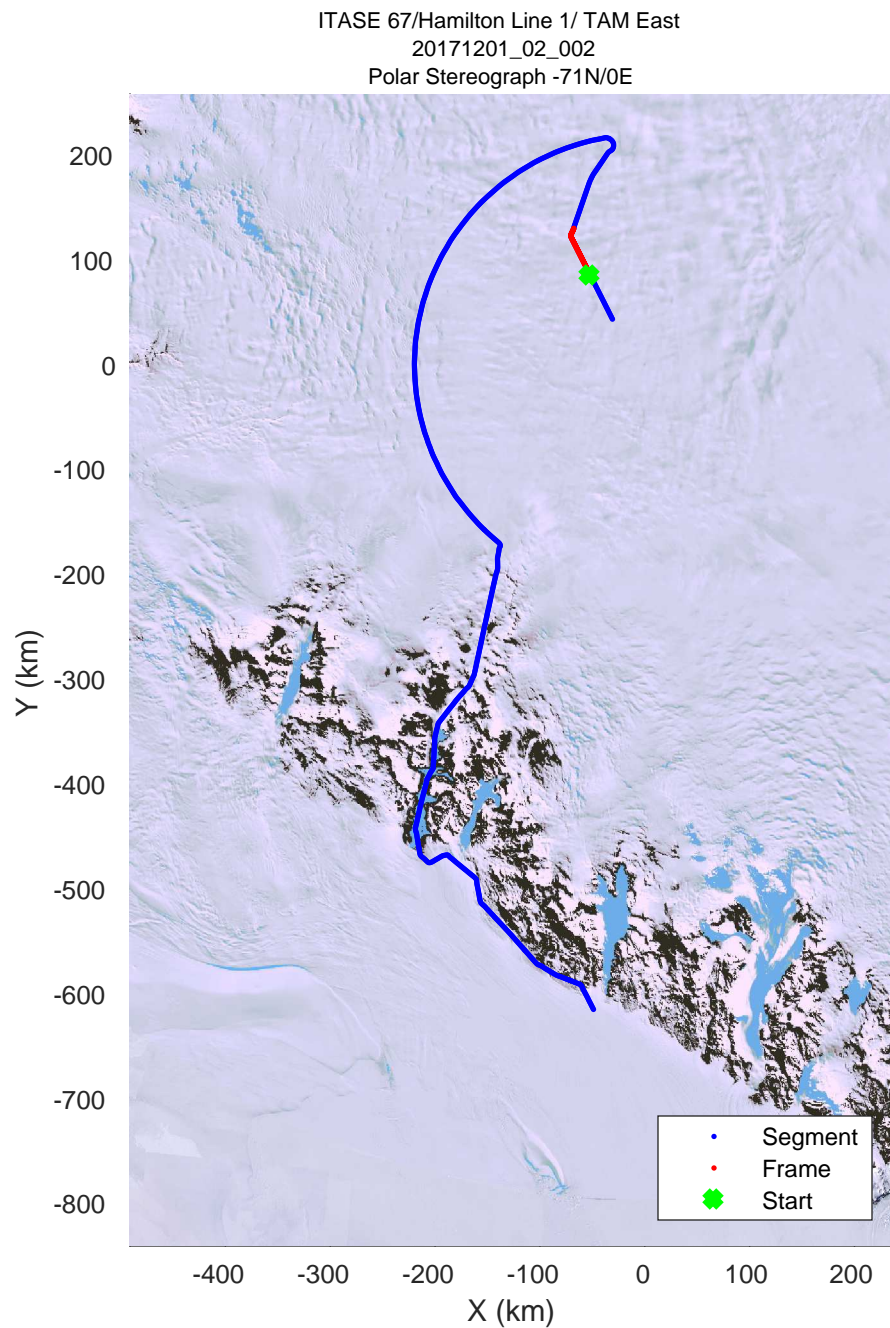 ITASE 67/Hamilton Line 1/ TAM East
20171201_02_002
Polar Stereograph -71N/0E
200
100
0
-100
-200
-300
-400
-500
-600
-700
-800
Y (km)
-400 -300 -200 -100 0 100 200
X (km)
Segment
Frame
Start